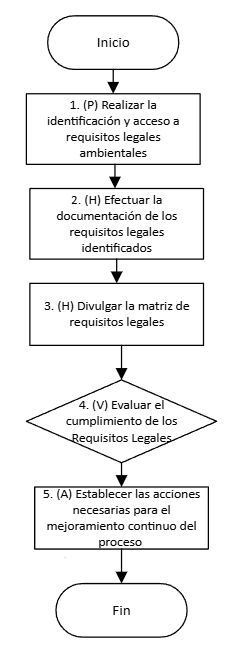 Inicio
1. (P) Realizar la
identificación y acceso a
requisitos legales
ambientales
2. (H) Efectuar la
documentación de los
requisitos legales
identificados
3. (H) Divulgar la matriz de
requisitos legales
4. (V) Evaluar el
cumplimiento de los
Requisitos Legales
5. (A) Establecer las acciones
necesarias para el
mejoramiento continuo del
proceso
Fin